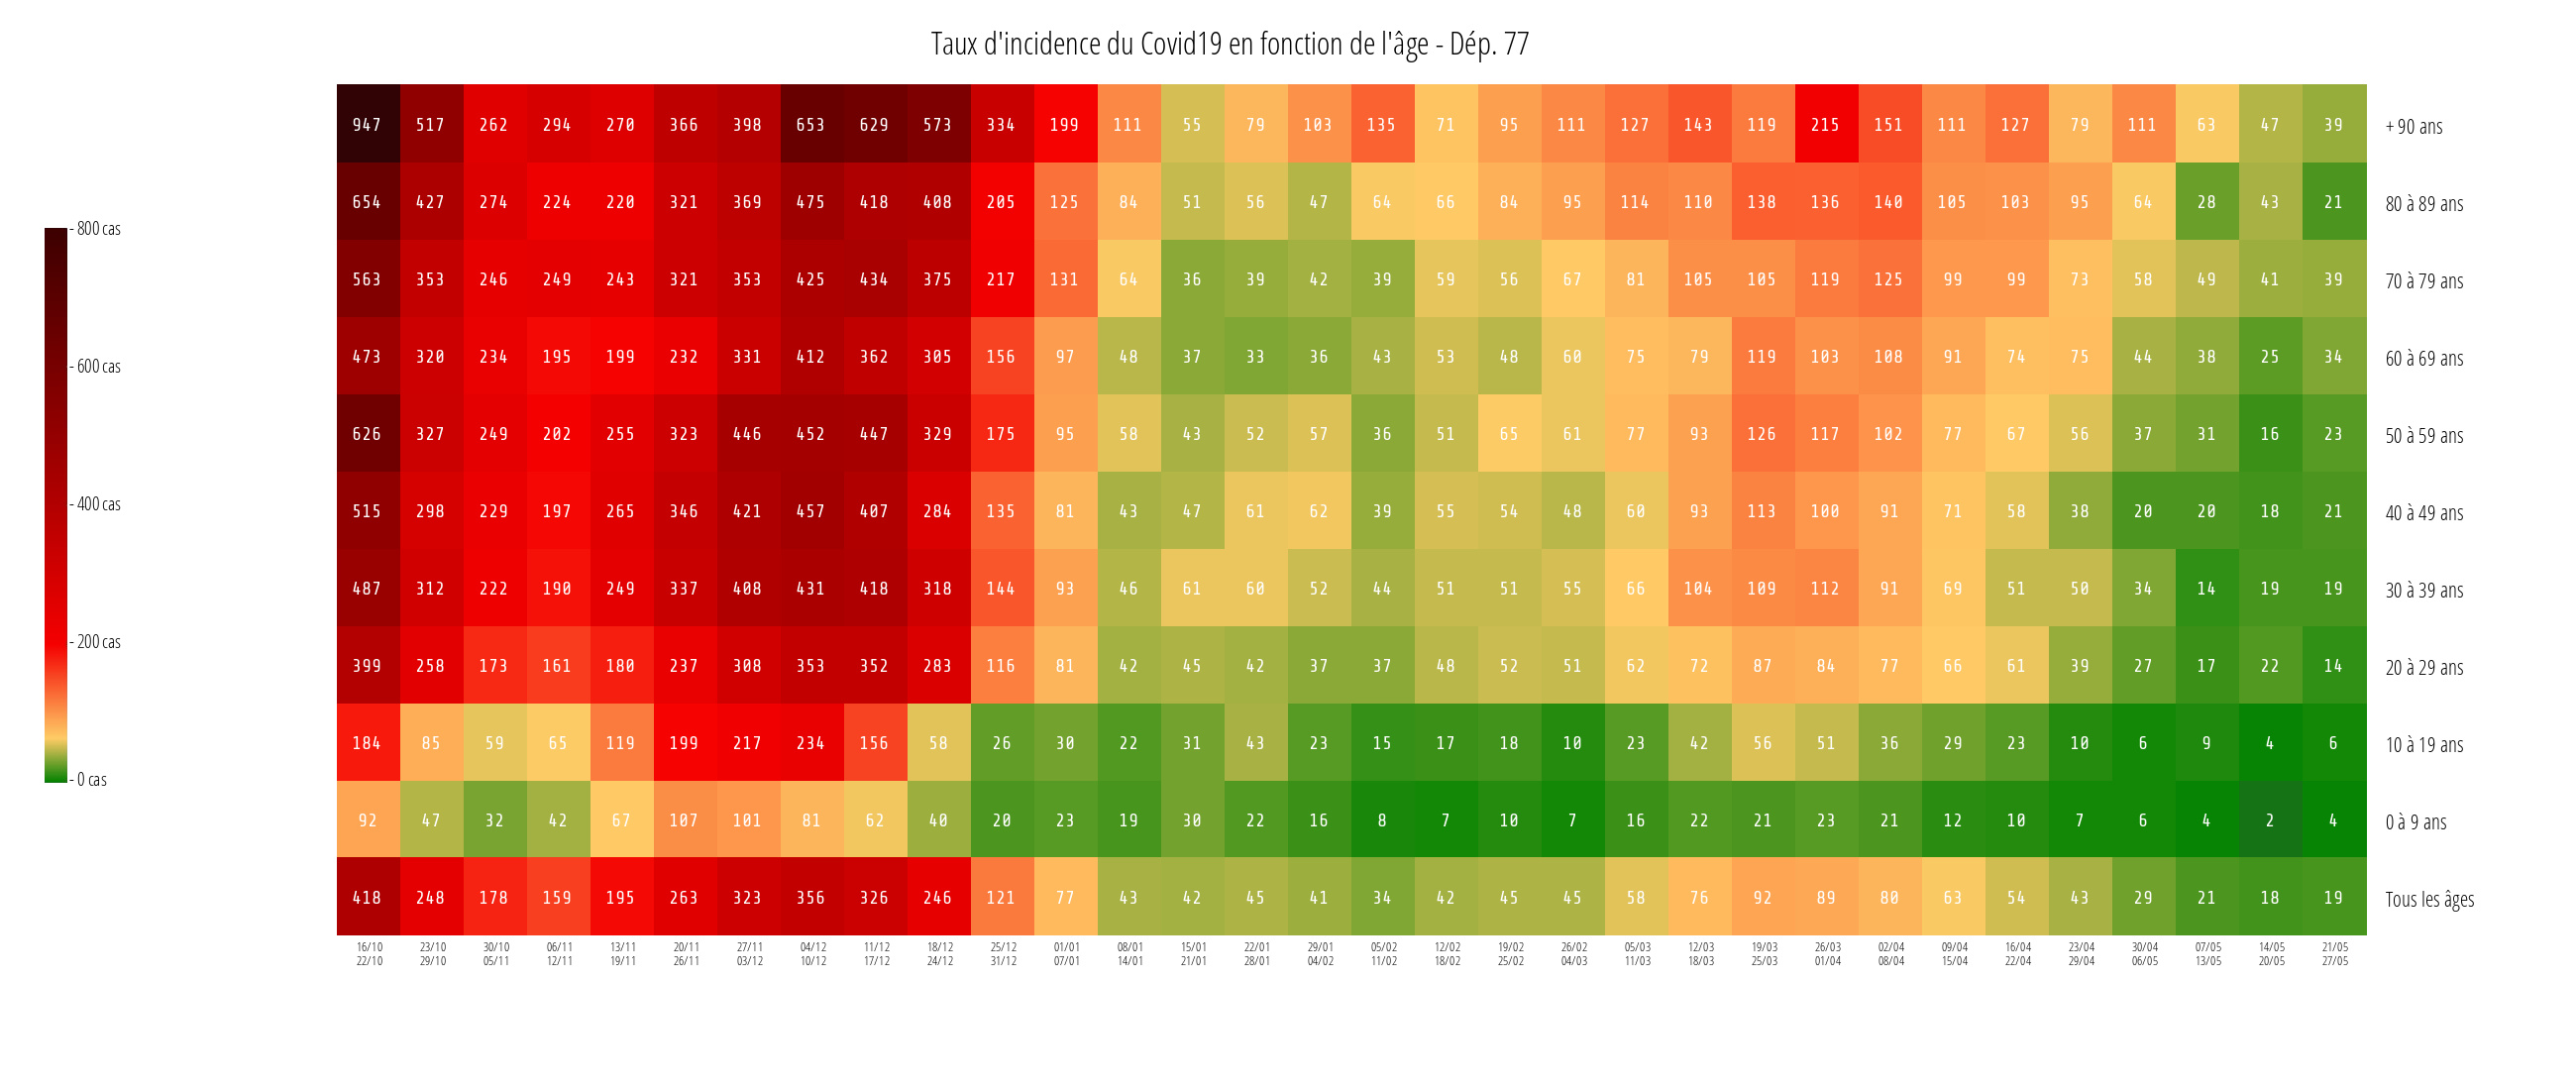 Taux d'incidence du Covid19 en fonction de l'âge - Dép. 77
- 800 cas
- 600 cas
- 400 cas
- 200 cas
- 0 cas
947 517 262 294 270 366 398 653 629 573 334 199 111 55 79 103 135 71 95 111 127 143 119 215 151 111 127 79 111 63 47 39 + 90 ans
654 427 274 224 220 321 369 475 418 408 205 125 84 51 56 47 64 66 84 95 114 110 138 136 140 105 103 95 64 28 43 21 80 à 89 ans
563 353 246 249 243 321 353 425 434 375 217 131 64 36 39 42 39 59 56 67 81 105 105 119 125 99 99 73 58 49 41 39 70 à 79 ans
473 320 234 195 199 232 331 412 362 305 156 97 48 37 33 36 43 53 48 60 75 79 119 103 108 91 74 75 44 38 25 34 60 à 69 ans
626 327 249 202 255 323 446 452 447 329 175 95 58 43 52 57 36 51 65 61 77 93 126 117 102 77 67 56 37 31 16 23 50 à 59 ans
515 298 229 197 265 346 421 457 407 284 135 81 43 47 61 62 39 55 54 48 60 93 113 100 91 71 58 38 20 20 18 21 40 à 49 ans
487 312 222 190 249 337 408 431 418 318 144 93 46 61 60 52 44 51 51 55 66 104 109 112 91 69 51 50 34 14 19 19 30 à 39 ans
399 258 173 161 180 237 308 353 352 283 116 81 42 45 42 37 37 48 52 51 62 72 87 84 77 66 61 39 27 17 22 14 20 à 29 ans
184 85 59 65 119 199 217 234 156 58 26 30 22 31 43 23 15 17 18 10 23 42 56 51 36 29 23 10 6 9 4 6 10 à 19 ans
92 47 32 42 67 107 101 81 62 40 20 23 19 30 22 16 8 7 10 7 16 22 21 23 21 12 10 7 6 4 2 4 0 à 9 ans
418 248 178 159 195 263 323 356 326 246 121 77 43 42 45 41 34 42 45 45 58 76 92 89 80 63 54 43 29 21 18 19 Tous les âges
16/10 23/10 30/10 06/11 13/11 20/11 27/11 04/12 11/12 18/12 25/12 01/01 08/01 15/01 22/01 29/01 05/02 12/02 19/02 26/02 05/03 12/03 19/03 26/03 02/04 09/04 16/04 23/04 30/04 07/05 14/05 21/05
22/10 29/10 05/11 12/11 19/11 26/11 03/12 10/12 17/12 24/12 31/12 07/01 14/01 21/01 28/01 04/02 11/02 18/02 25/02 04/03 11/03 18/03 25/03 01/04 08/04 15/04 22/04 29/04 06/05 13/05 20/05 27/05